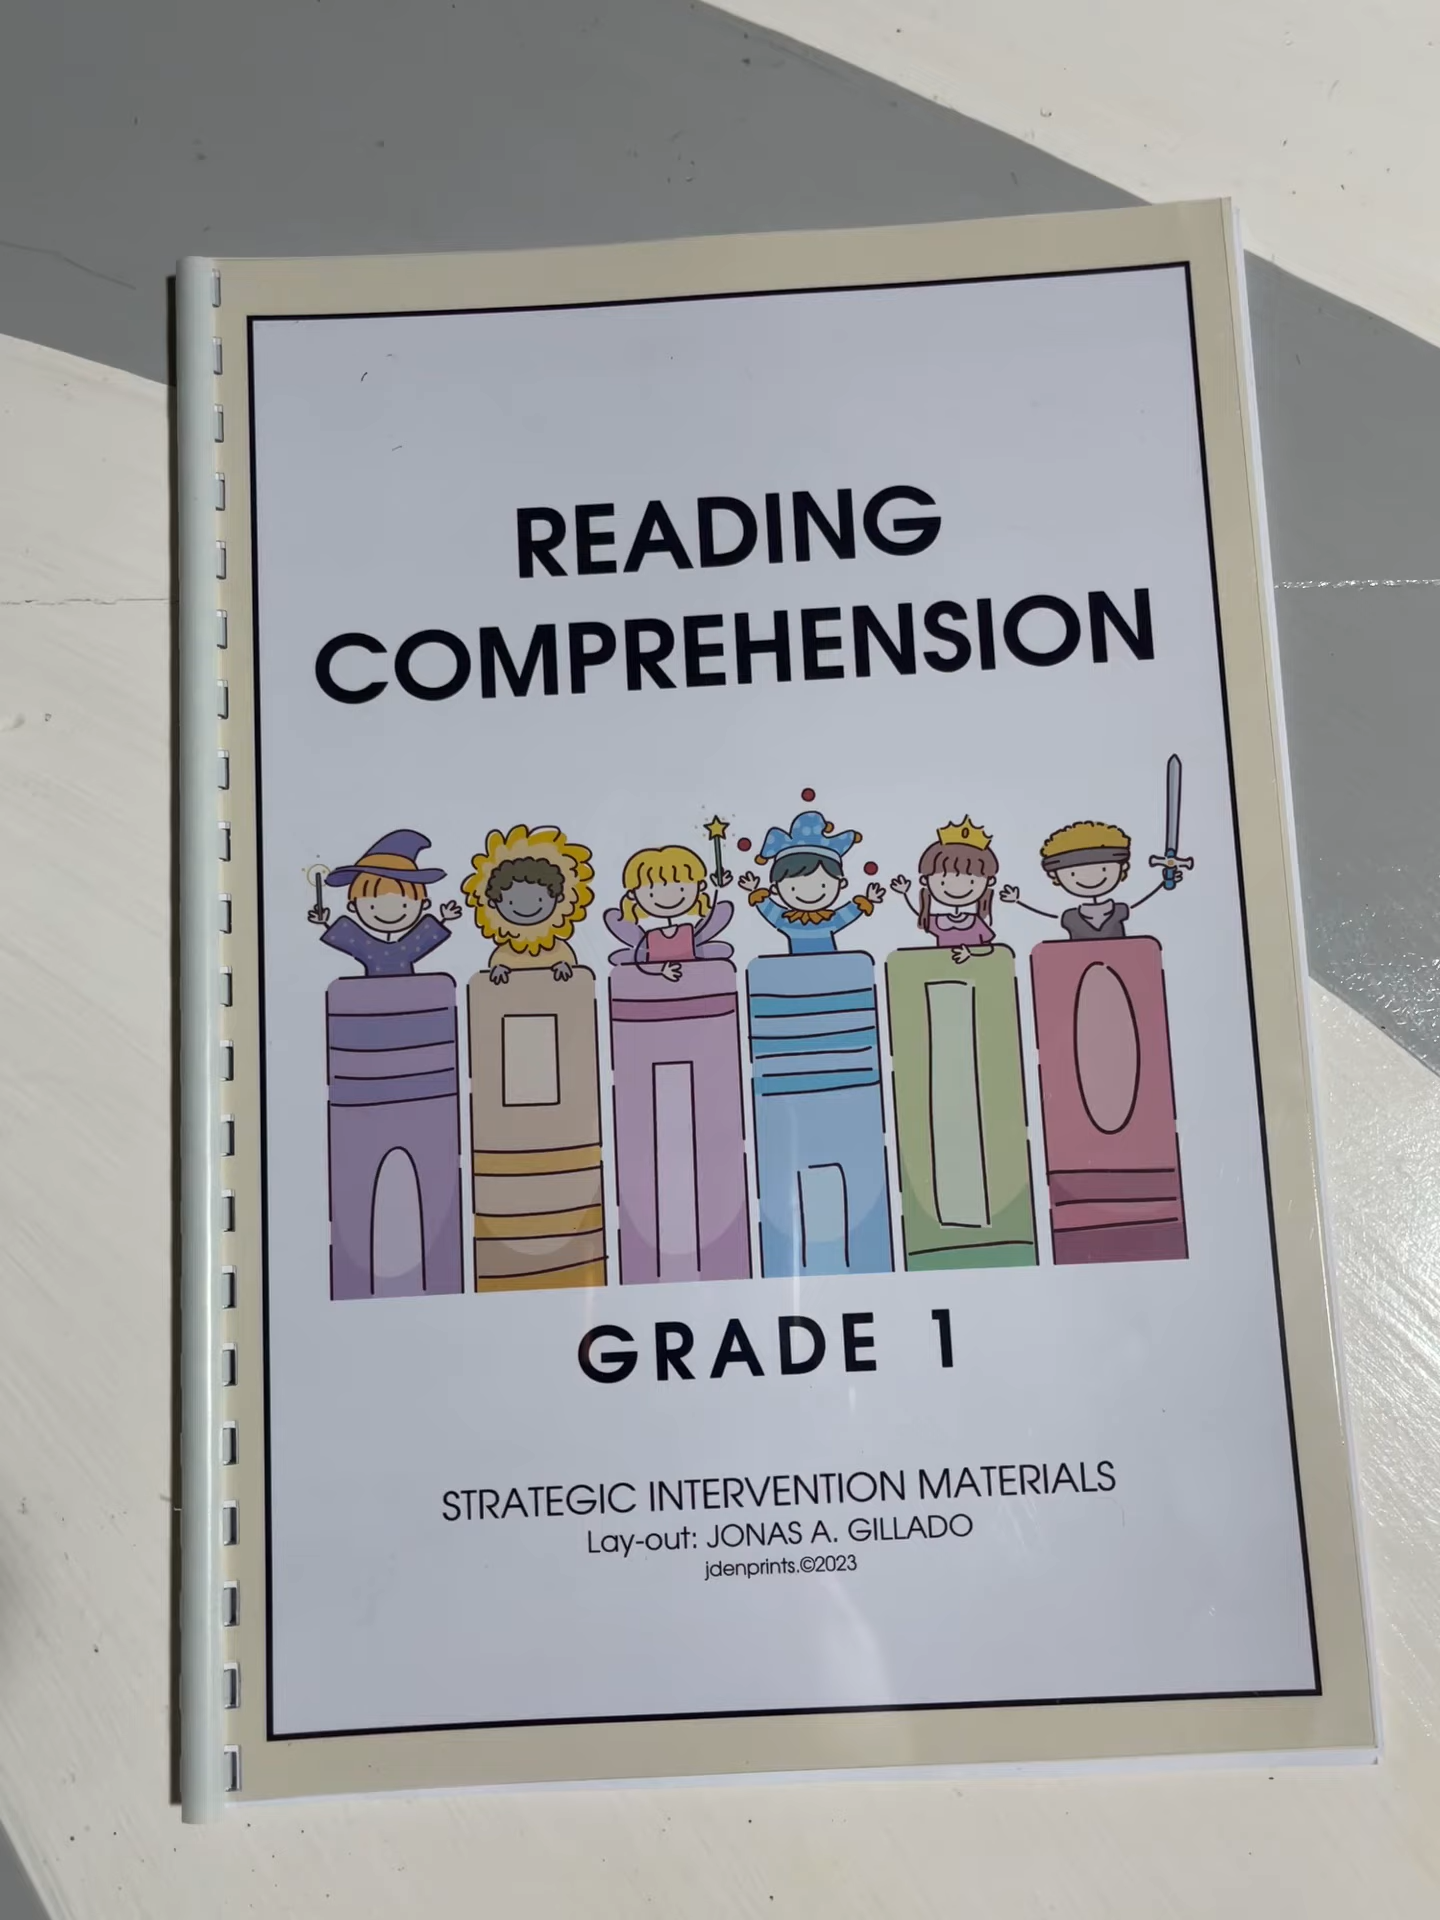 READING
COMPREHENSION
GRADE 1
STRATEGIC INTERVENTION MATERIALS
Lay-out: JONAS A. GILLADO
jdenprints.©2023